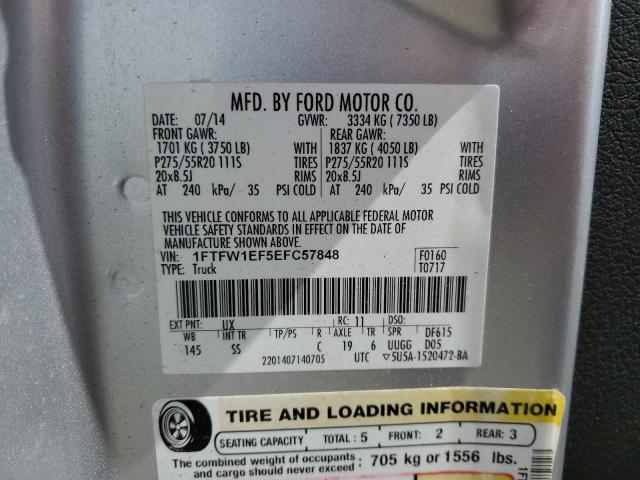 MFD. BY FORD MOTOR CO.
DATE: 07/14 GVWR: 3334 KG ( 7350 LB)
FRONT GAWR: REAR GAWR:
1701 KG ( 3750 LB) WITH 1837 KG ( 4050 LB) WITH
P275/55R20 111S TIRES P275/55R20 111S TIRES
20x8.5J RIMS 20x8.5J RIMS
AT 240 kPa/ 35 PSI COLD AT 240 kPa/ 35 PSI COLD
THIS VEHICLE CONFORMS TO ALL APPLICABLE FEDERAL MOTOR
VEHICLE SAFETY STANDARDS IN EFFECT ON THE DATE OF
MANUFACTURE SHOWN ABOVE.
VIN: 1FTFW1EF5EFC57848 F0160
TYPE: Truck T0717
EXT PNT: UX RC: 11 DSO:
WB INT TR TP/PS R AXLE TR SPR DF615
145 SS C 19 6 UUGG D05
2201407140705 UTC ▽5U5A-1520472-BA
TIRE AND LOADING INFORMATION
SEATING CAPACITY TOTAL : 5 FRONT: 2 REAR: 3
The combined weight of occupants and cargo should never exceed : 705 kg or 1556 lbs.
1F